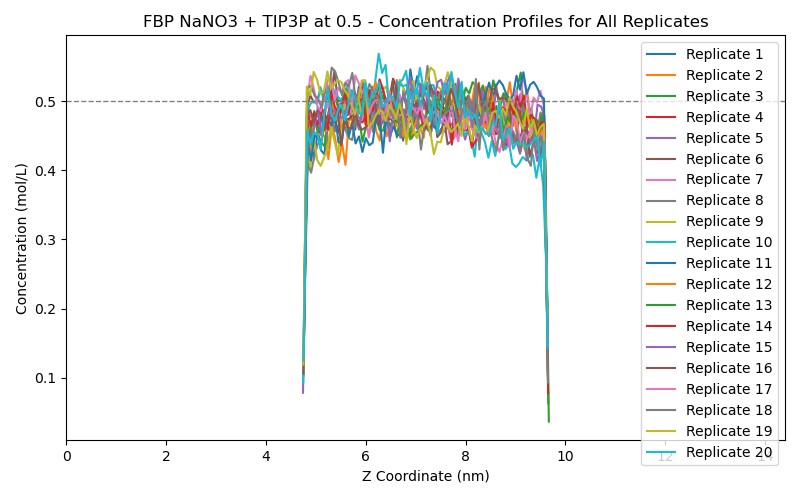 FBP NaNO3 + TIP3P at 0.5 - Concentration Profiles for All Replicates
Concentration (mol/L)
0.5
0.4
0.3
0.2
0.1
0
2
4
6
8
10
12
14
Z Coordinate (nm)
Replicate 1
Replicate 2
Replicate 3
Replicate 4
Replicate 5
Replicate 6
Replicate 7
Replicate 8
Replicate 9
Replicate 10
Replicate 11
Replicate 12
Replicate 13
Replicate 14
Replicate 15
Replicate 16
Replicate 17
Replicate 18
Replicate 19
Replicate 20